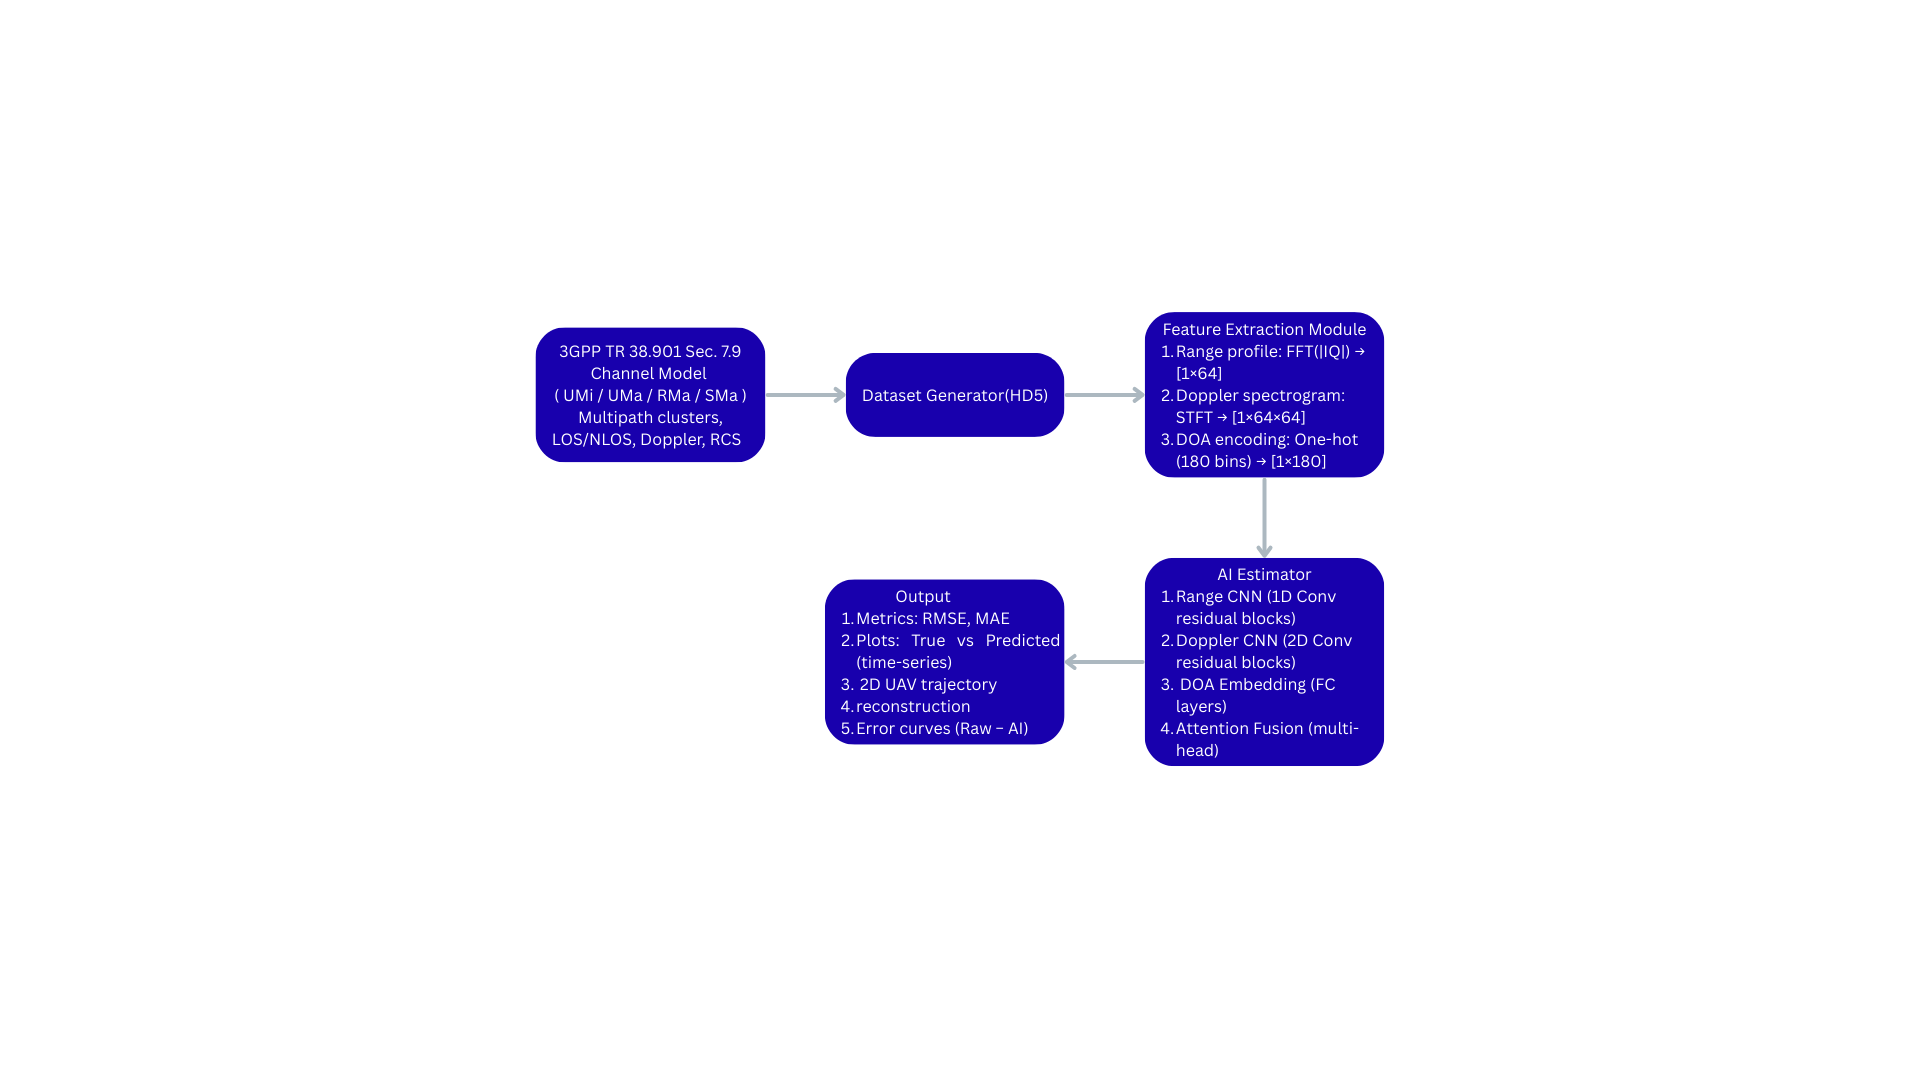 3GPP TR 38.901 Sec. 7.9
Channel Model
( UMi / UMa / RMa / SMa )
Multipath clusters,
LOS/NLOS, Doppler, RCS
Dataset Generator(HD5)
Feature Extraction Module
1. Range profile: FFT(|IQ|) →
[1×64]
2. Doppler spectrogram:
STFT → [1×64×64]
3. DOA encoding: One-hot
(180 bins) → [1×180]
AI Estimator
1. Range CNN (1D Conv
residual blocks)
2. Doppler CNN (2D Conv
residual blocks)
3. DOA Embedding (FC
layers)
4. Attention Fusion (multi-
head)
Output
1. Metrics: RMSE, MAE
2. Plots: True vs Predicted
(time-series)
3. 2D UAV trajectory
4. reconstruction
5. Error curves (Raw − AI)